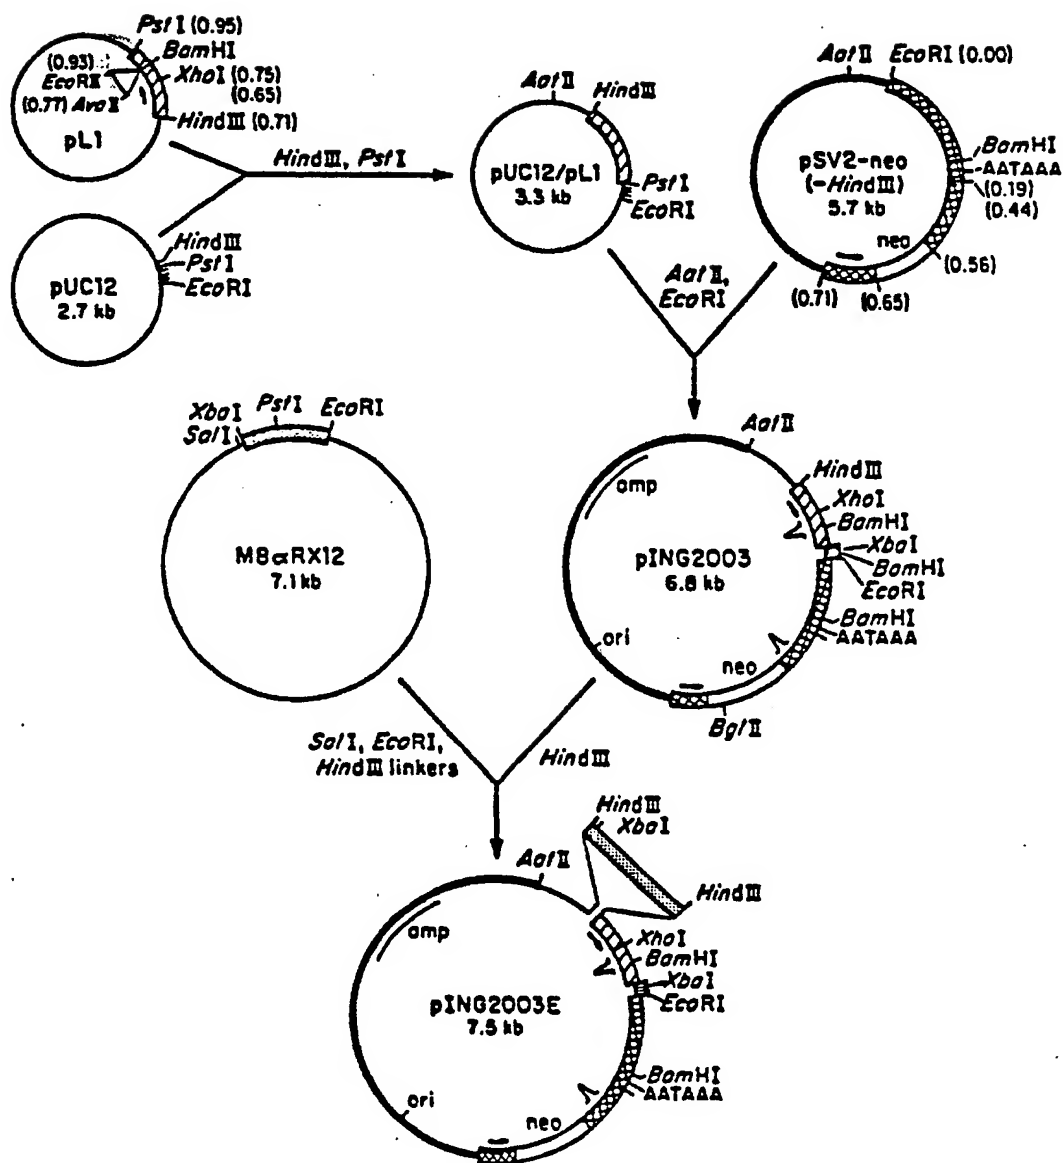 PstI (0.95)
BamHI
(0.93)
EcoRII
XhoI (0.75)
(0.65)
(0.77) AvaII
HindIII (0.71)
pL1
HindIII, PstI
AatII
HindIII
pUC12/pL1
3.3 kb
PstI
EcoRI
AatII
EcoRI (0.00)
pSV2-neo
(-HindIII)
5.7 kb
BamHI
AATAAA
(0.19)
(0.44)
neo
(0.56)
(0.71)
(0.65)
HindIII
PstI
EcoRI
pUC12
2.7 kb
AatII,
EcoRI
XbaI
SalI
PstI
EcoRI
M8αRX12
7.1 kb
AatII
HindIII
amp
XhoI
BamHI
XbaI
BamHI
EcoRI
pING2003
6.8 kb
BamHI
AATAAA
ori
neo
BglII
SalI, EcoRI,
HindIII linkers
HindIII
HindIII
XbaI
AatII
HindIII
amp
XhoI
BamHI
XbaI
EcoRI
pING2003E
7.5 kb
BamHI
AATAAA
ori
neo